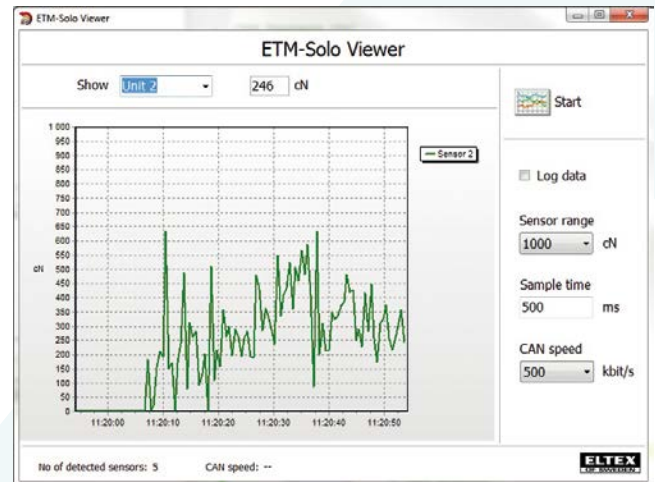 ETM-Solo Viewer
ETM-Solo Viewer
Show Unit 2 246 cN
Start
1 000
950
900
850
800
750
700
650
600
550
500
450
400
350
300
250
200
150
100
50
0
cN
Sensor 2
11:20:00 11:20:10 11:20:20 11:20:30 11:20:40 11:20:50
Log data
Sensor range
1000 cN
Sample time
500 ms
CAN speed
500 kbit/s
No of detected sensors: 5 CAN speed: --
ELTEX
OF SWEDEN